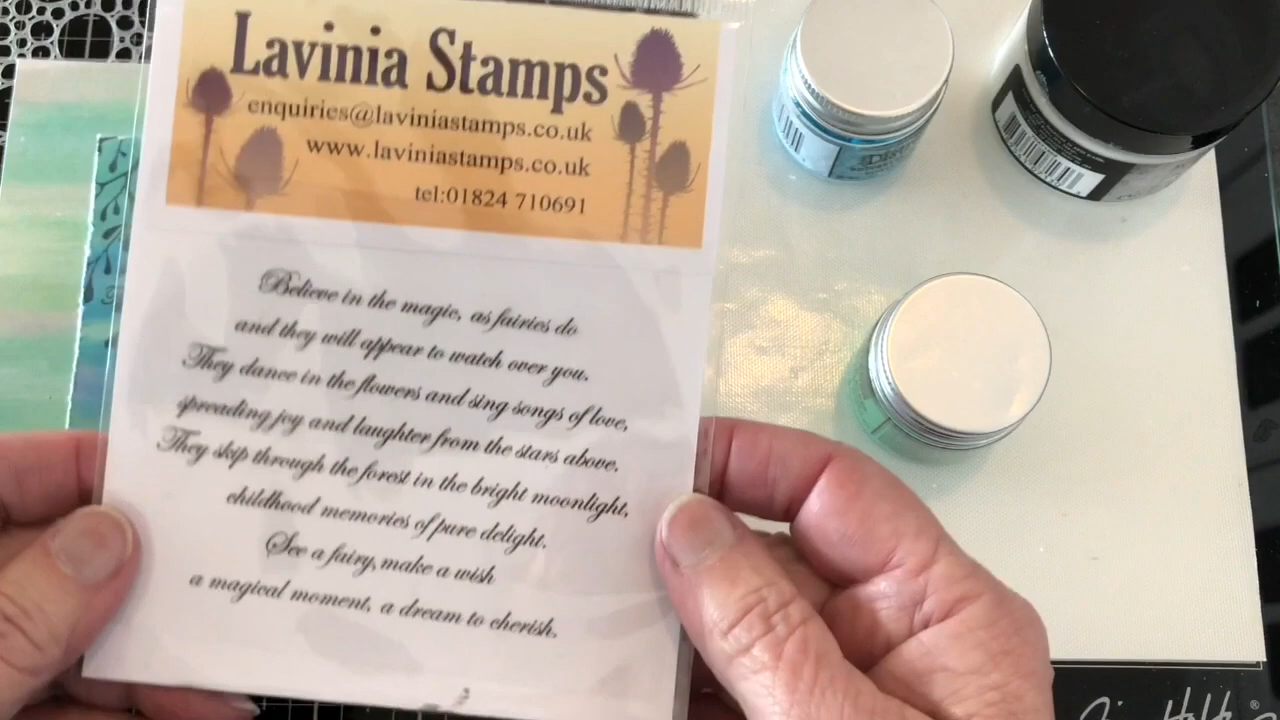 Lavinia Stamps
enquiries@laviniastamps.co.uk
www.laviniastamps.co.uk
tel:01824 710691
Believe in the magic, as fairies do
and they will appear to watch over you.
They dance in the flowers and sing songs of love,
spreading joy and laughter from the stars above.
They skip through the forest in the bright moonlight,
childhood memories of pure delight.
See a fairy, make a wish
a magical moment, a dream to cherish.